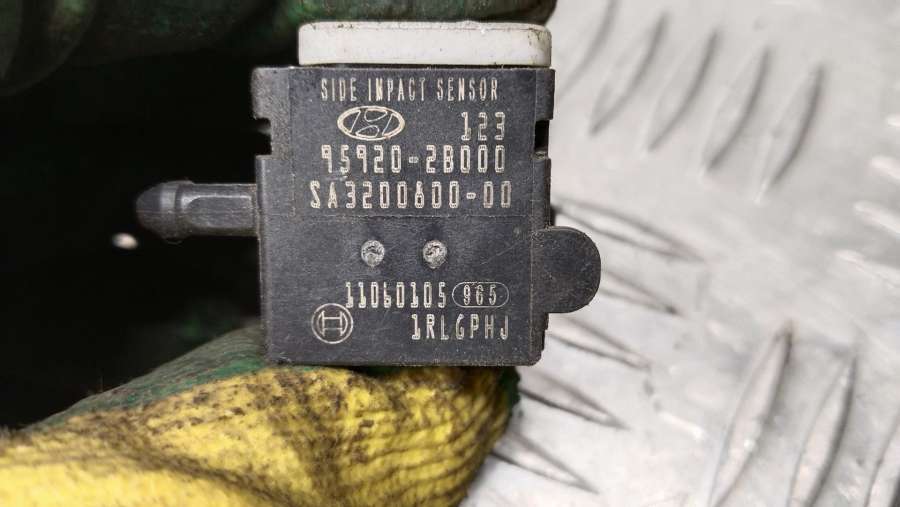 SIDE IMPACT SENSOR
123
95920-2B000
SA3200600-00
11060105 965
1RLGPHJ